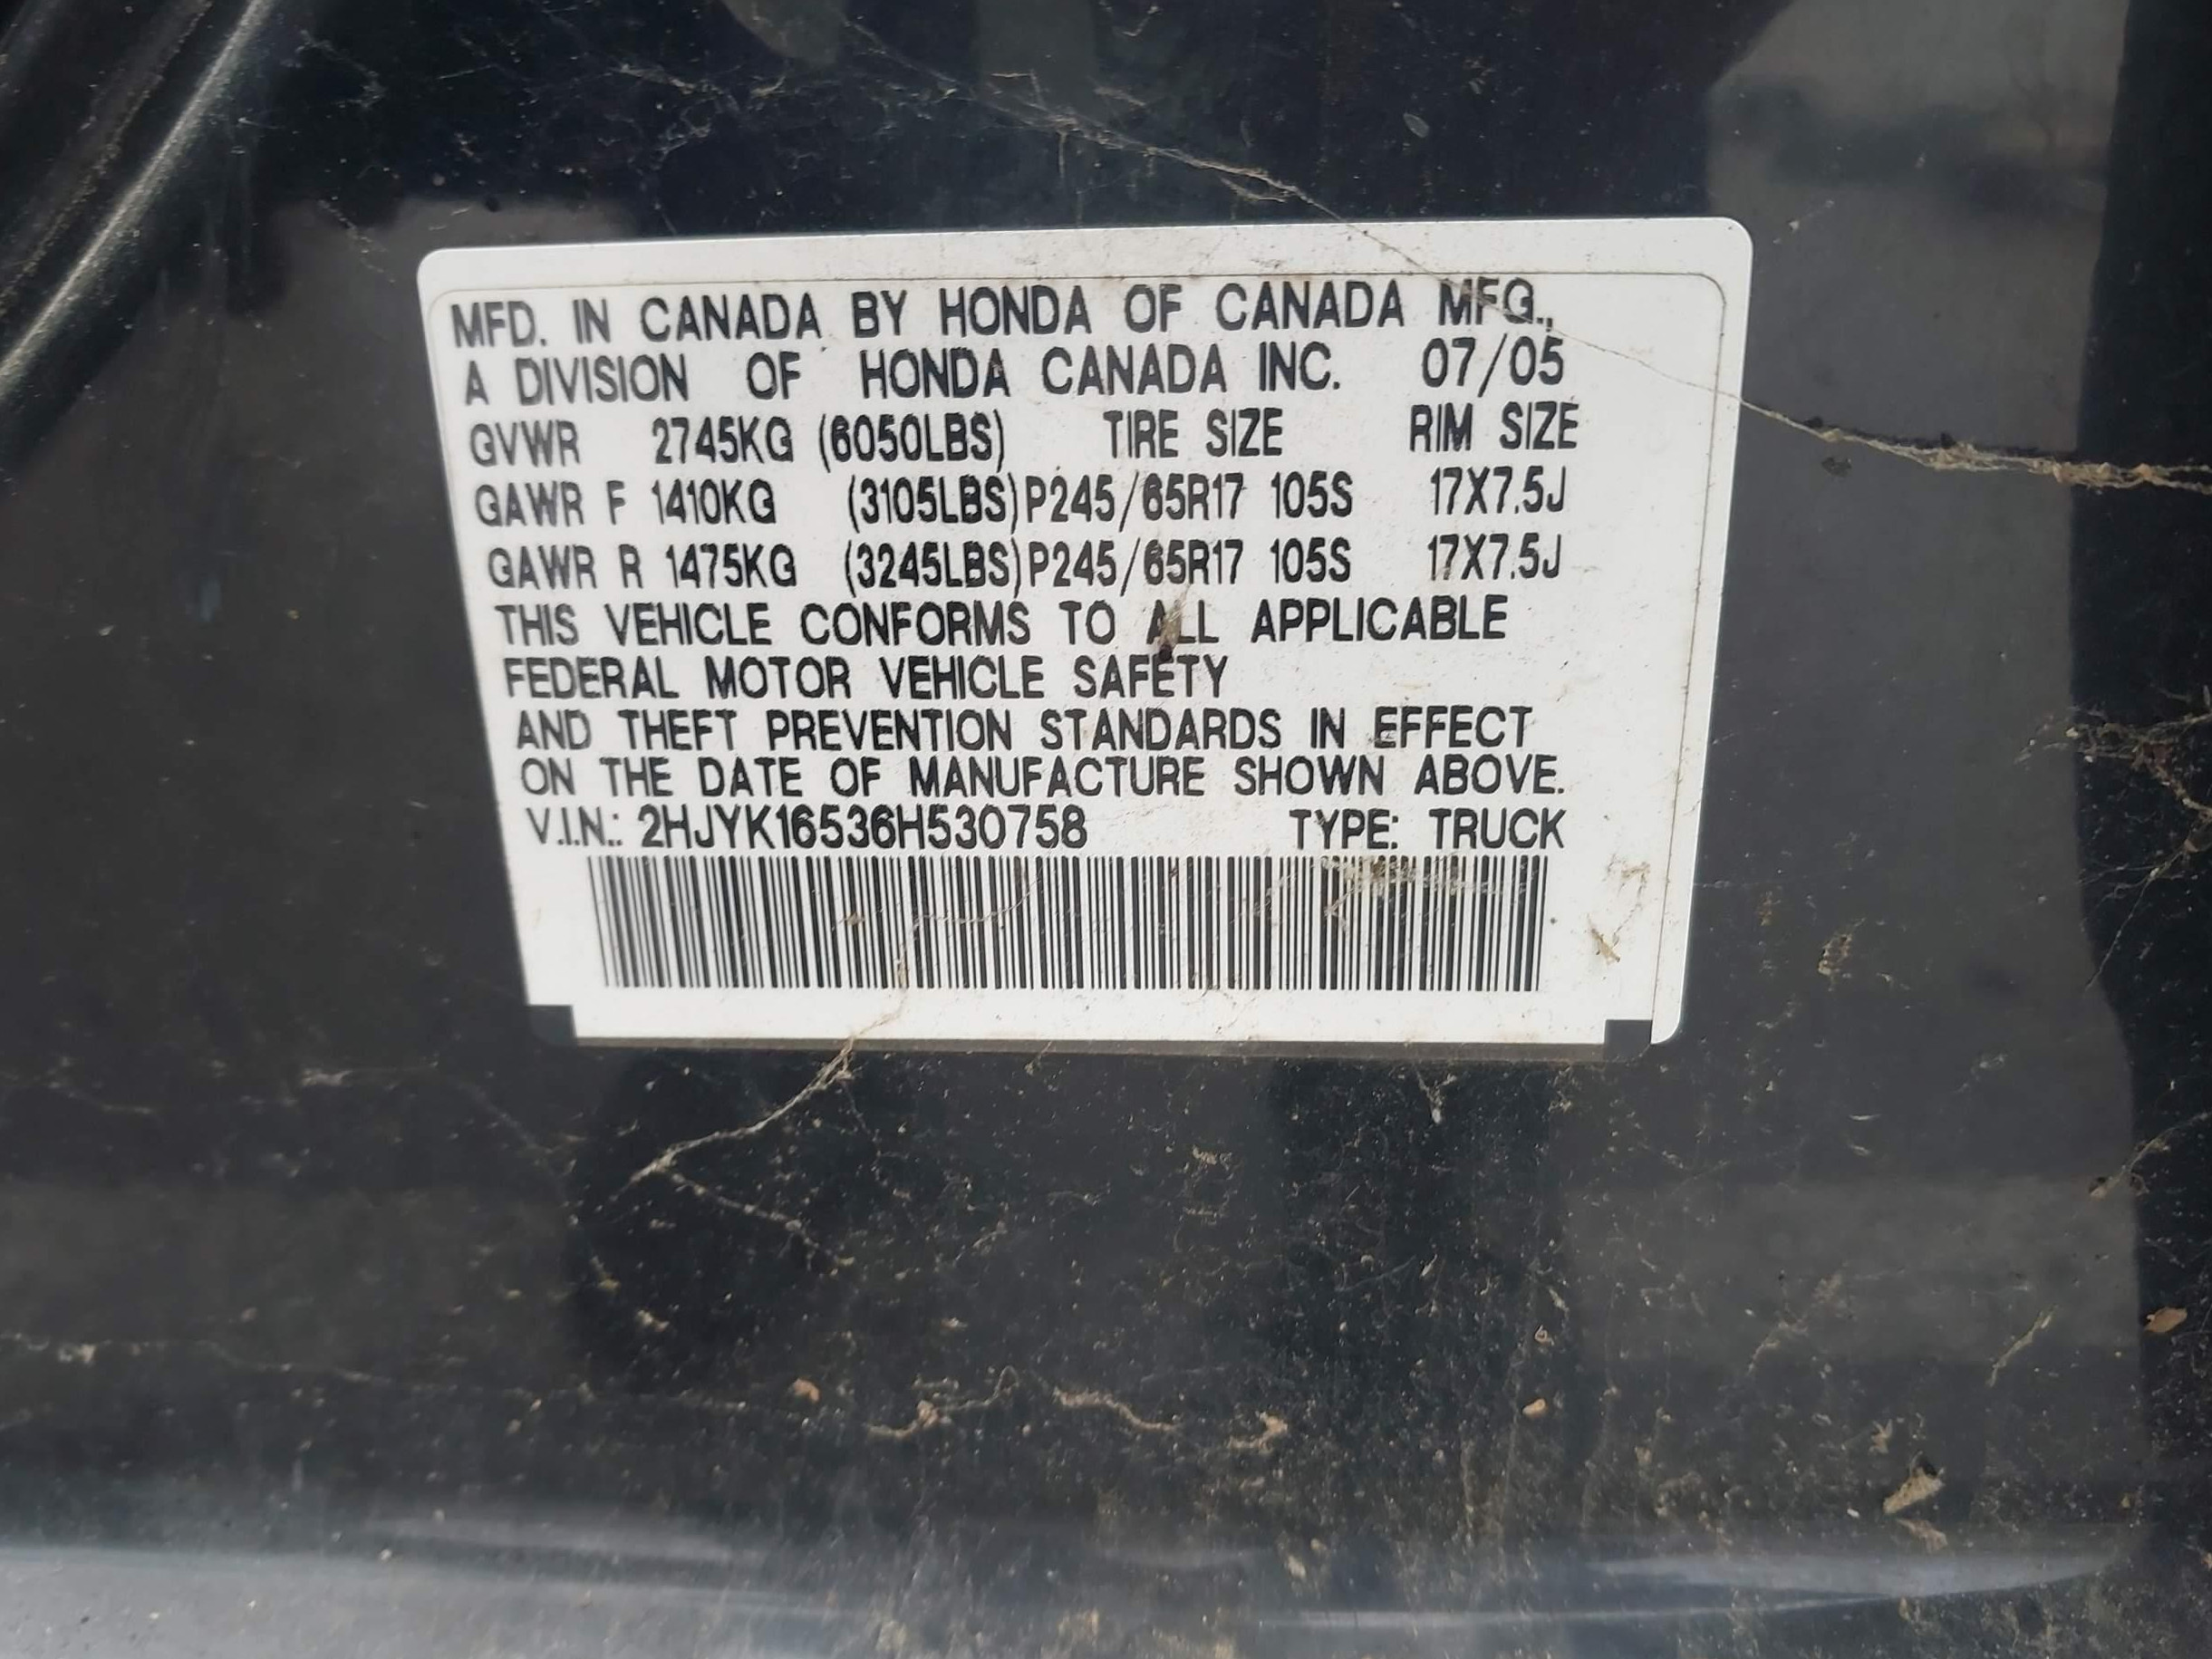 MFD. IN CANADA BY HONDA OF CANADA MFG.,
A DIVISION OF HONDA CANADA INC. 07/05
GVWR 2745KG (6050LBS) TIRE SIZE RIM SIZE
GAWR F 1410KG (3105LBS) P245/65R17 105S 17X7.5J
GAWR R 1475KG (3245LBS) P245/65R17 105S 17X7.5J
THIS VEHICLE CONFORMS TO ALL APPLICABLE
FEDERAL MOTOR VEHICLE SAFETY
AND THEFT PREVENTION STANDARDS IN EFFECT
ON THE DATE OF MANUFACTURE SHOWN ABOVE.
V.I.N.: 2HJYK16536H530758 TYPE: TRUCK